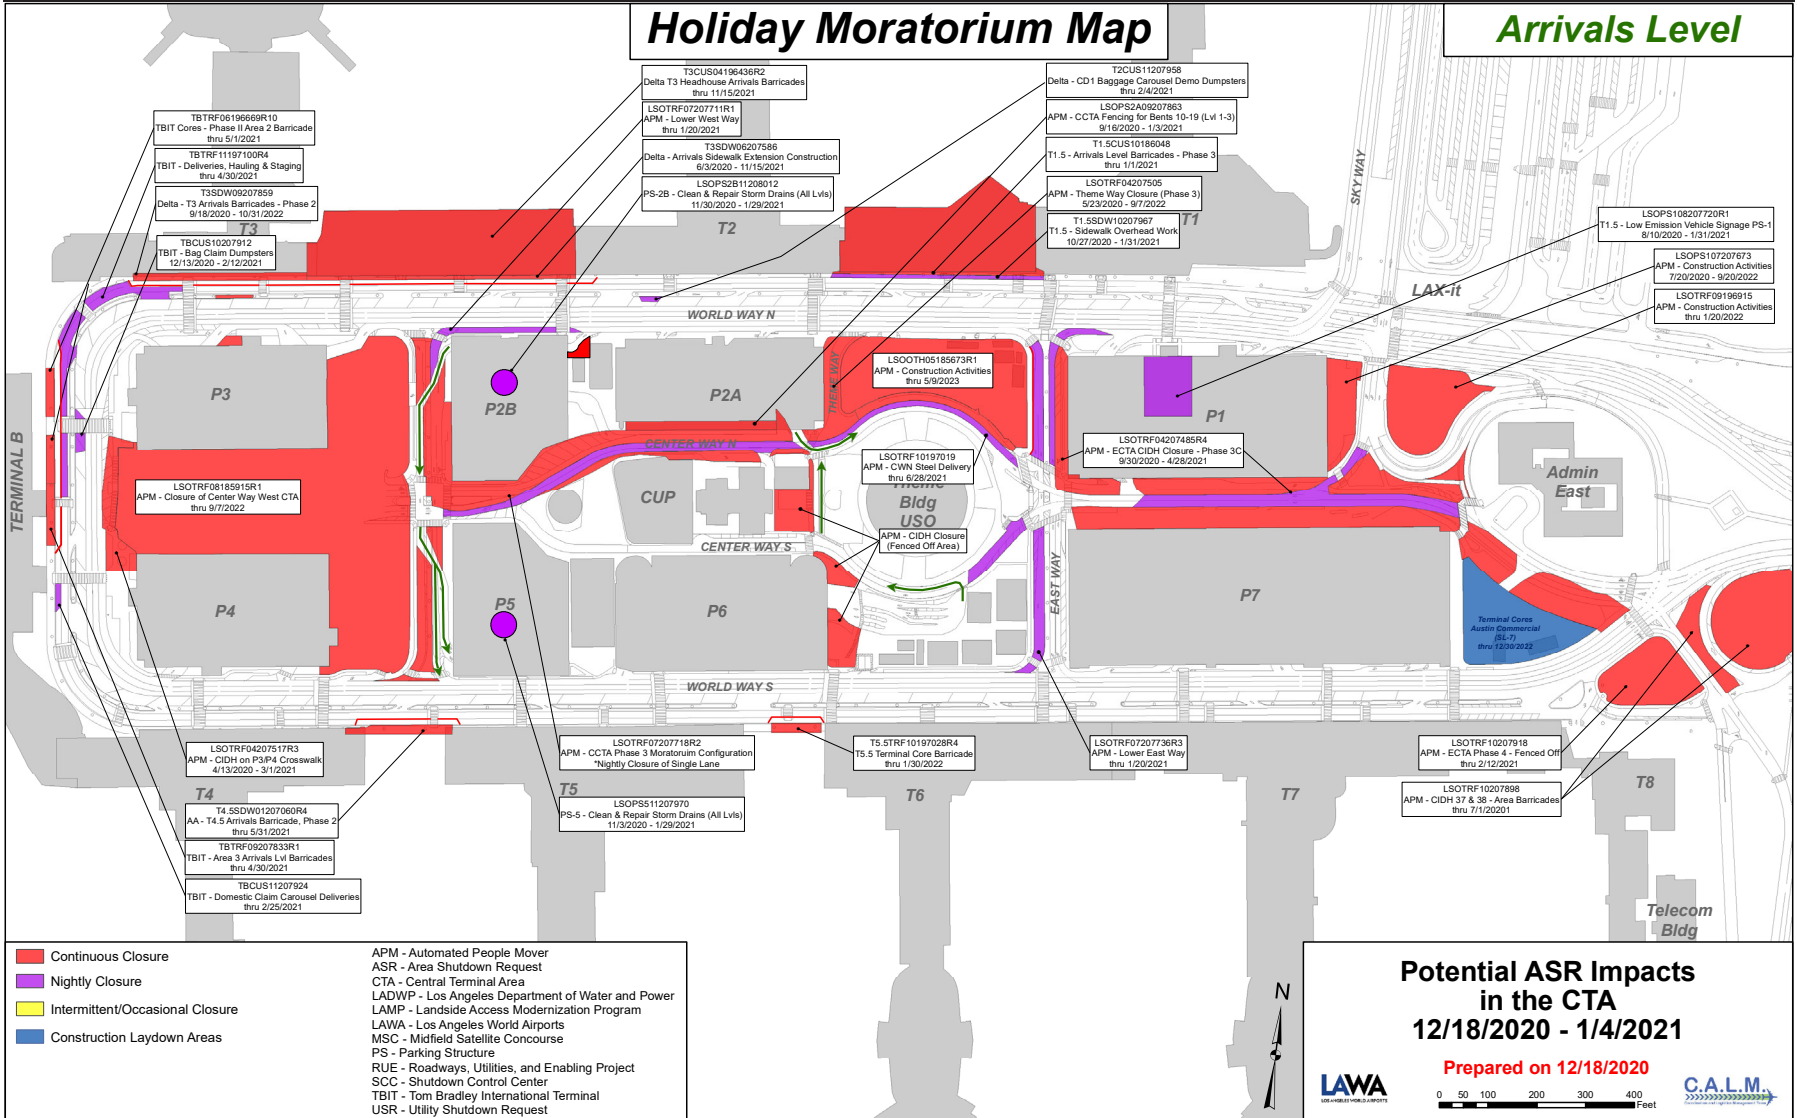 Holiday Moratorium Map
Arrivals Level
T3CUS04196436R2
Delta T3 Headhouse Arrivals Barricades
thru 11/15/2021
LSOTRF07207711R1
APM - Lower West Way
thru 1/20/2021
T3SDW06207586
Delta - Arrivals Sidewalk Extension Construction
6/3/2020 - 11/15/2021
LSOPS2B11208012
PS-2B - Clean & Repair Storm Drains (All Lvls)
11/30/2020 - 1/29/2021
T2CUS11207958
Delta - CD1 Baggage Carousel Demo Dumpsters
thru 2/4/2021
LSOPS2A09207863
APM - CCTA Fencing for Bents 10-19 (Lvl 1-3)
9/16/2020 - 1/3/2021
T1.5CUS10186048
T1.5 - Arrivals Level Barricades - Phase 3
thru 1/1/2021
LSOTRF04207505
APM - Theme Way Closure (Phase 3)
5/23/2020 - 9/7/2022
T1.5SDW10207967
T1.5 - Sidewalk Overhead Work
10/27/2020 - 1/31/2021
TBTRF06196669R10
TBIT Cores - Phase II Area 2 Barricade
thru 5/1/2021
TBTRF11197100R4
TBIT - Deliveries, Hauling & Staging
thru 4/30/2021
T3SDW09207859
Delta - T3 Arrivals Barricades - Phase 2
9/18/2020 - 10/31/2022
TBCUS10207912
TBIT - Bag Claim Dumpsters
12/13/2020 - 2/12/2021
LSOPS108207720R1
T1.5 - Low Emission Vehicle Signage PS-1
8/10/2020 - 1/31/2021
LSOPS107207673
APM - Construction Activities
7/20/2020 - 9/20/2022
LSOTRF09196915
APM - Construction Activities
thru 1/20/2022
T3
T2
T1
SKY WAY
LAX-it
WORLD WAY N
P3
P2B
P2A
THEME WAY
LSOOTH05185673R1
APM - Construction Activities
thru 5/9/2023
P1
CENTER WAY N
LSOTRF04207485R4
APM - ECTA CIDH Closure - Phase 3C
9/30/2020 - 4/28/2021
LSOTRF10197019
APM - CWN Steel Delivery
thru 6/28/2021
Theme
Bldg
USO
TERMINAL B
LSOTRF08185915R1
APM - Closure of Center Way West CTA
thru 9/7/2022
CUP
Admin
East
APM - CIDH Closure
(Fenced Off Area)
CENTER WAY S
EAST WAY
P4
P5
P6
P7
Terminal Cores
Austin Commercial
(SL-7)
thru 12/30/2022
WORLD WAY S
LSOTRF04207517R3
APM - CIDH on P3/P4 Crosswalk
4/13/2020 - 3/1/2021
LSOTRF07207718R2
APM - CCTA Phase 3 Moratoruim Configuration
*Nightly Closure of Single Lane
T5.5TRF10197028R4
T5.5 Terminal Core Barricade
thru 1/30/2022
LSOTRF07207736R3
APM - Lower East Way
thru 1/20/2021
LSOTRF10207918
APM - ECTA Phase 4 - Fenced Off
thru 2/12/2021
LSOTRF10207898
APM - CIDH 37 & 38 - Area Barricades
thru 7/1/20201
T4
T5
T6
T7
T8
T4.5SDW01207060R4
AA - T4.5 Arrivals Barricade, Phase 2
thru 5/31/2021
LSOPS511207970
PS-5 - Clean & Repair Storm Drains (All Lvls)
11/3/2020 - 1/29/2021
TBTRF09207833R1
TBIT - Area 3 Arrivals Lvl Barricades
thru 4/30/2021
TBCUS11207924
TBIT - Domestic Claim Carousel Deliveries
thru 2/25/2021
Telecom
Bldg
Continuous Closure
Nightly Closure
Intermittent/Occasional Closure
Construction Laydown Areas
APM - Automated People Mover
ASR - Area Shutdown Request
CTA - Central Terminal Area
LADWP - Los Angeles Department of Water and Power
LAMP - Landside Access Modernization Program
LAWA - Los Angeles World Airports
MSC - Midfield Satellite Concourse
PS - Parking Structure
RUE - Roadways, Utilities, and Enabling Project
SCC - Shutdown Control Center
TBIT - Tom Bradley International Terminal
USR - Utility Shutdown Request
N
Potential ASR Impacts
in the CTA
12/18/2020 - 1/4/2021
Prepared on 12/18/2020
0 50 100 200 300 400
Feet
LAWA
LOS ANGELES WORLD AIRPORTS
C.A.L.M.